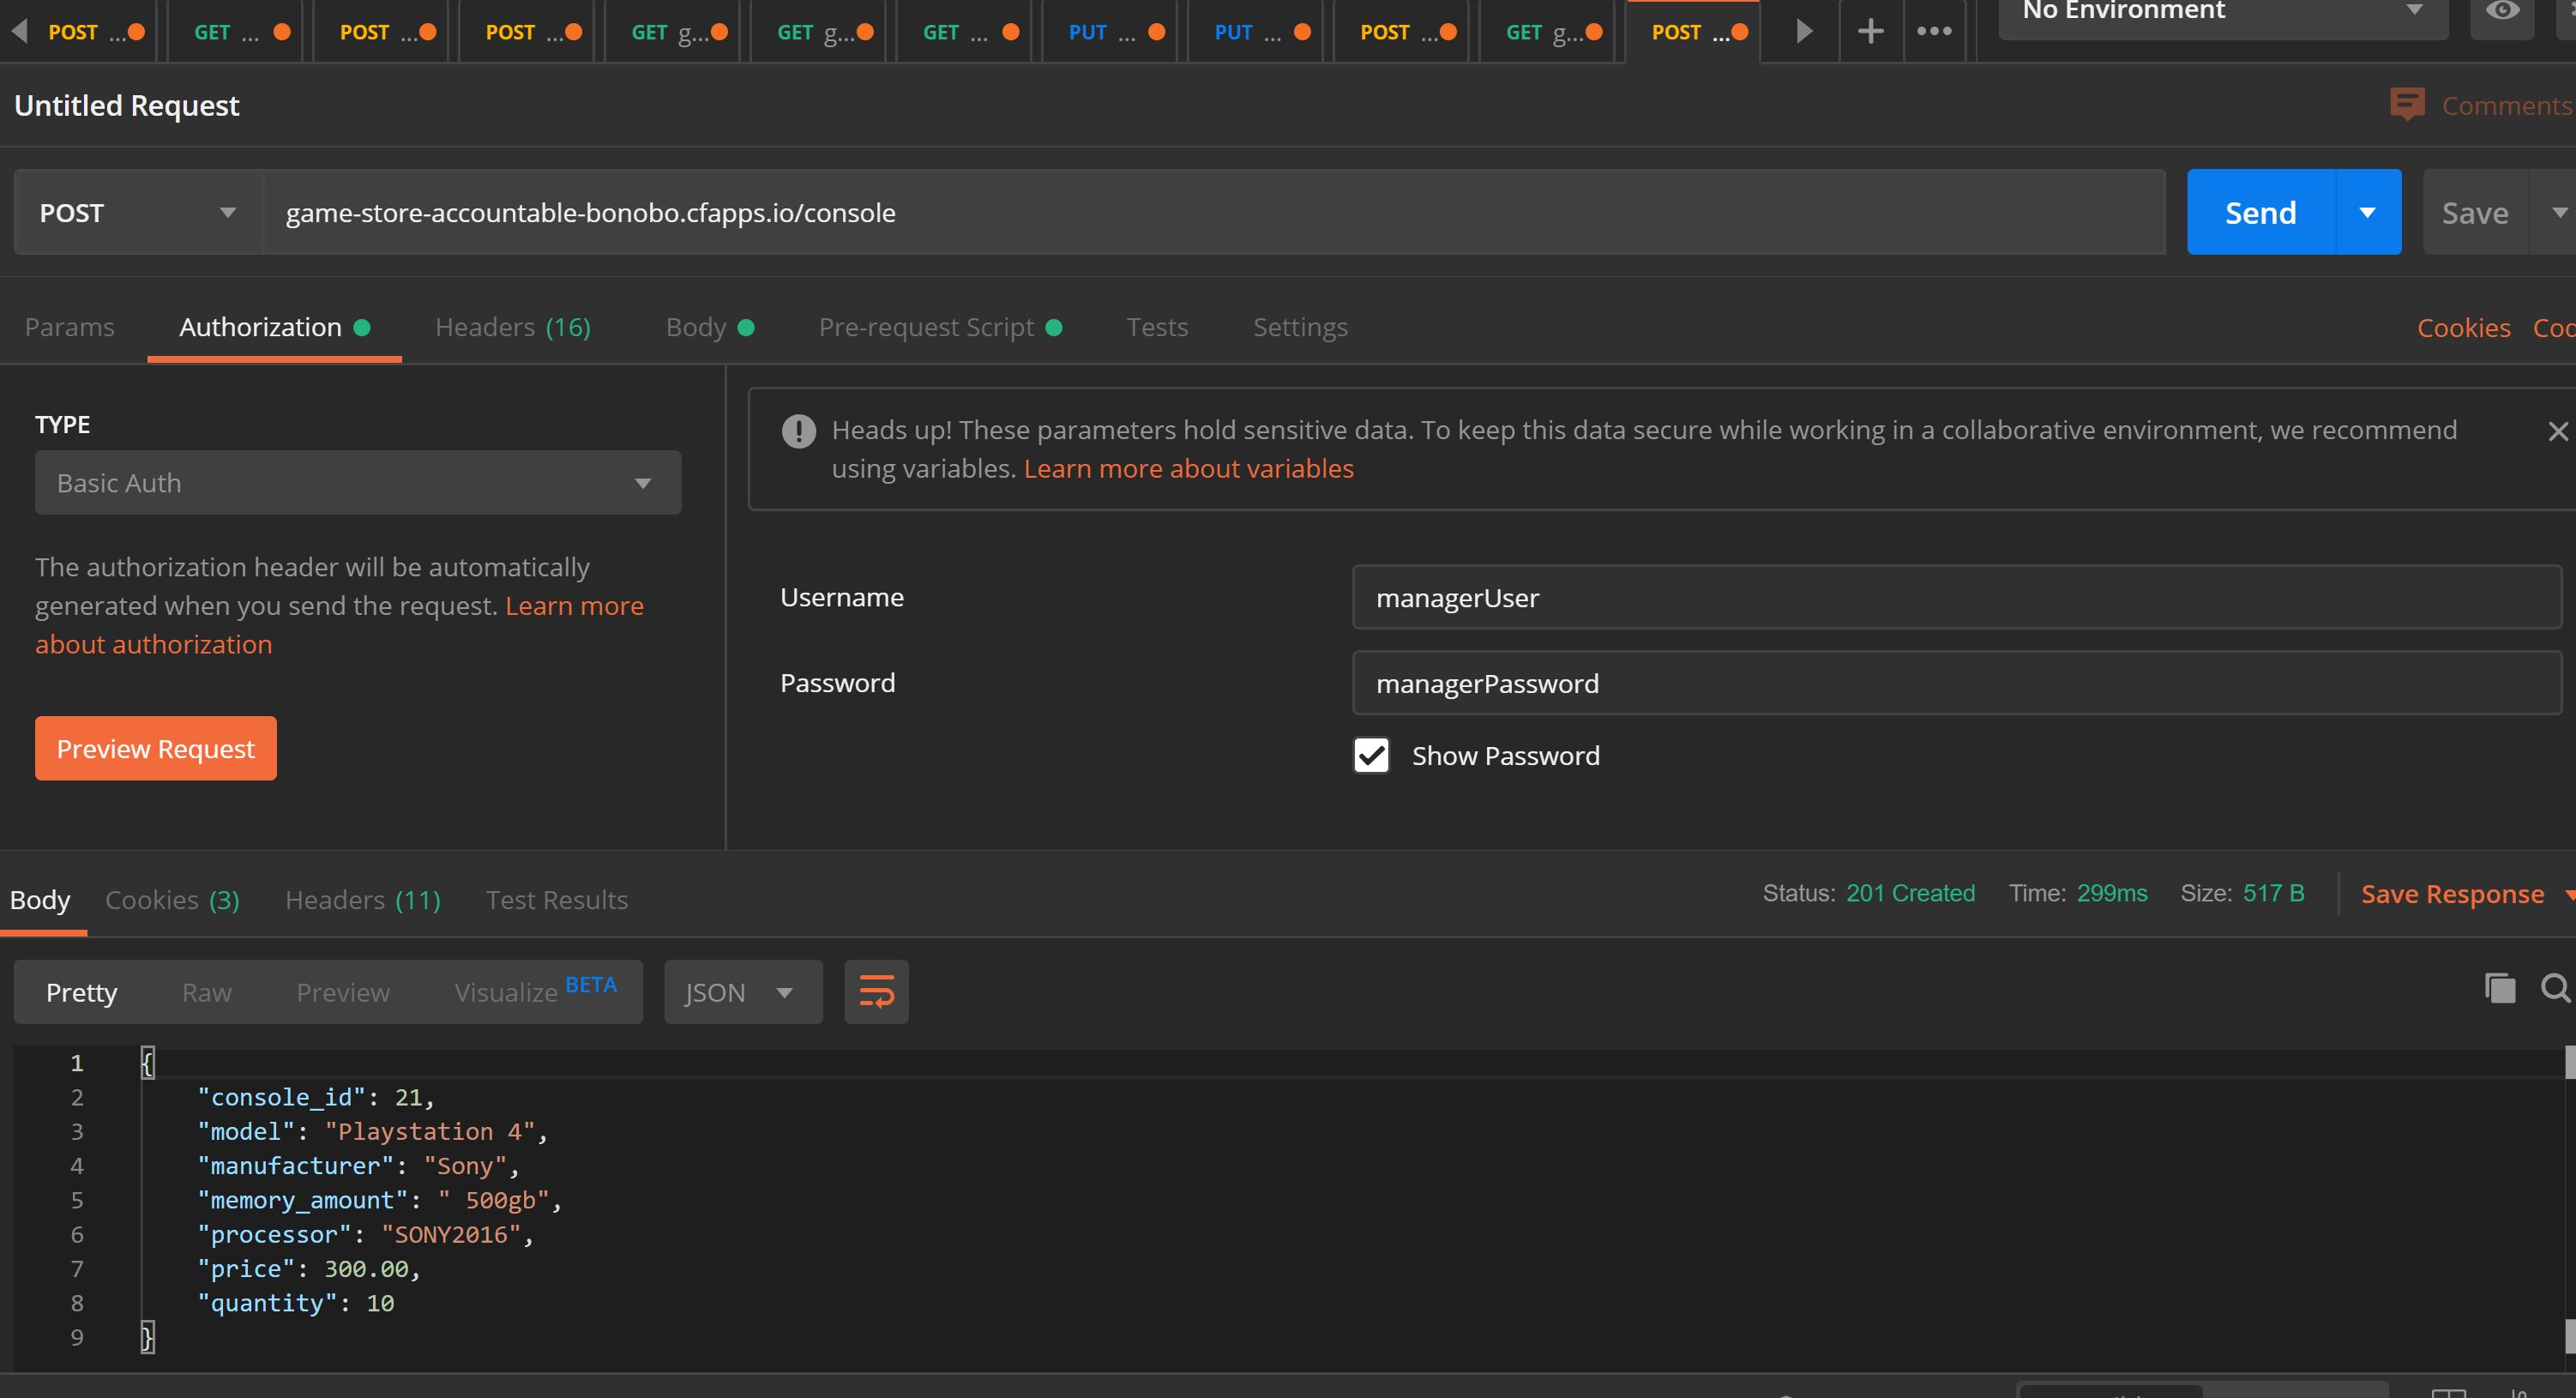 POST ... GET ... POST ... POST ... GET g... GET g... GET ... PUT ... PUT ... POST ... GET g... POST ... No Environment
Untitled Request
Comments
POST game-store-accountable-bonobo.cfapps.io/console Send Save
Params Authorization Headers (16) Body Pre-request Script Tests Settings Cookies
TYPE
Basic Auth
The authorization header will be automatically
generated when you send the request. Learn more
about authorization
Preview Request
Heads up! These parameters hold sensitive data. To keep this data secure while working in a collaborative environment, we recommend
using variables. Learn more about variables
Username managerUser
Password managerPassword
Show Password
Body Cookies (3) Headers (11) Test Results Status: 201 Created Time: 299ms Size: 517 B Save Response
Pretty Raw Preview Visualize BETA JSON
1 {
2 "console_id": 21,
3 "model": "Playstation 4",
4 "manufacturer": "Sony",
5 "memory_amount": " 500gb",
6 "processor": "SONY2016",
7 "price": 300.00,
8 "quantity": 10
9 }